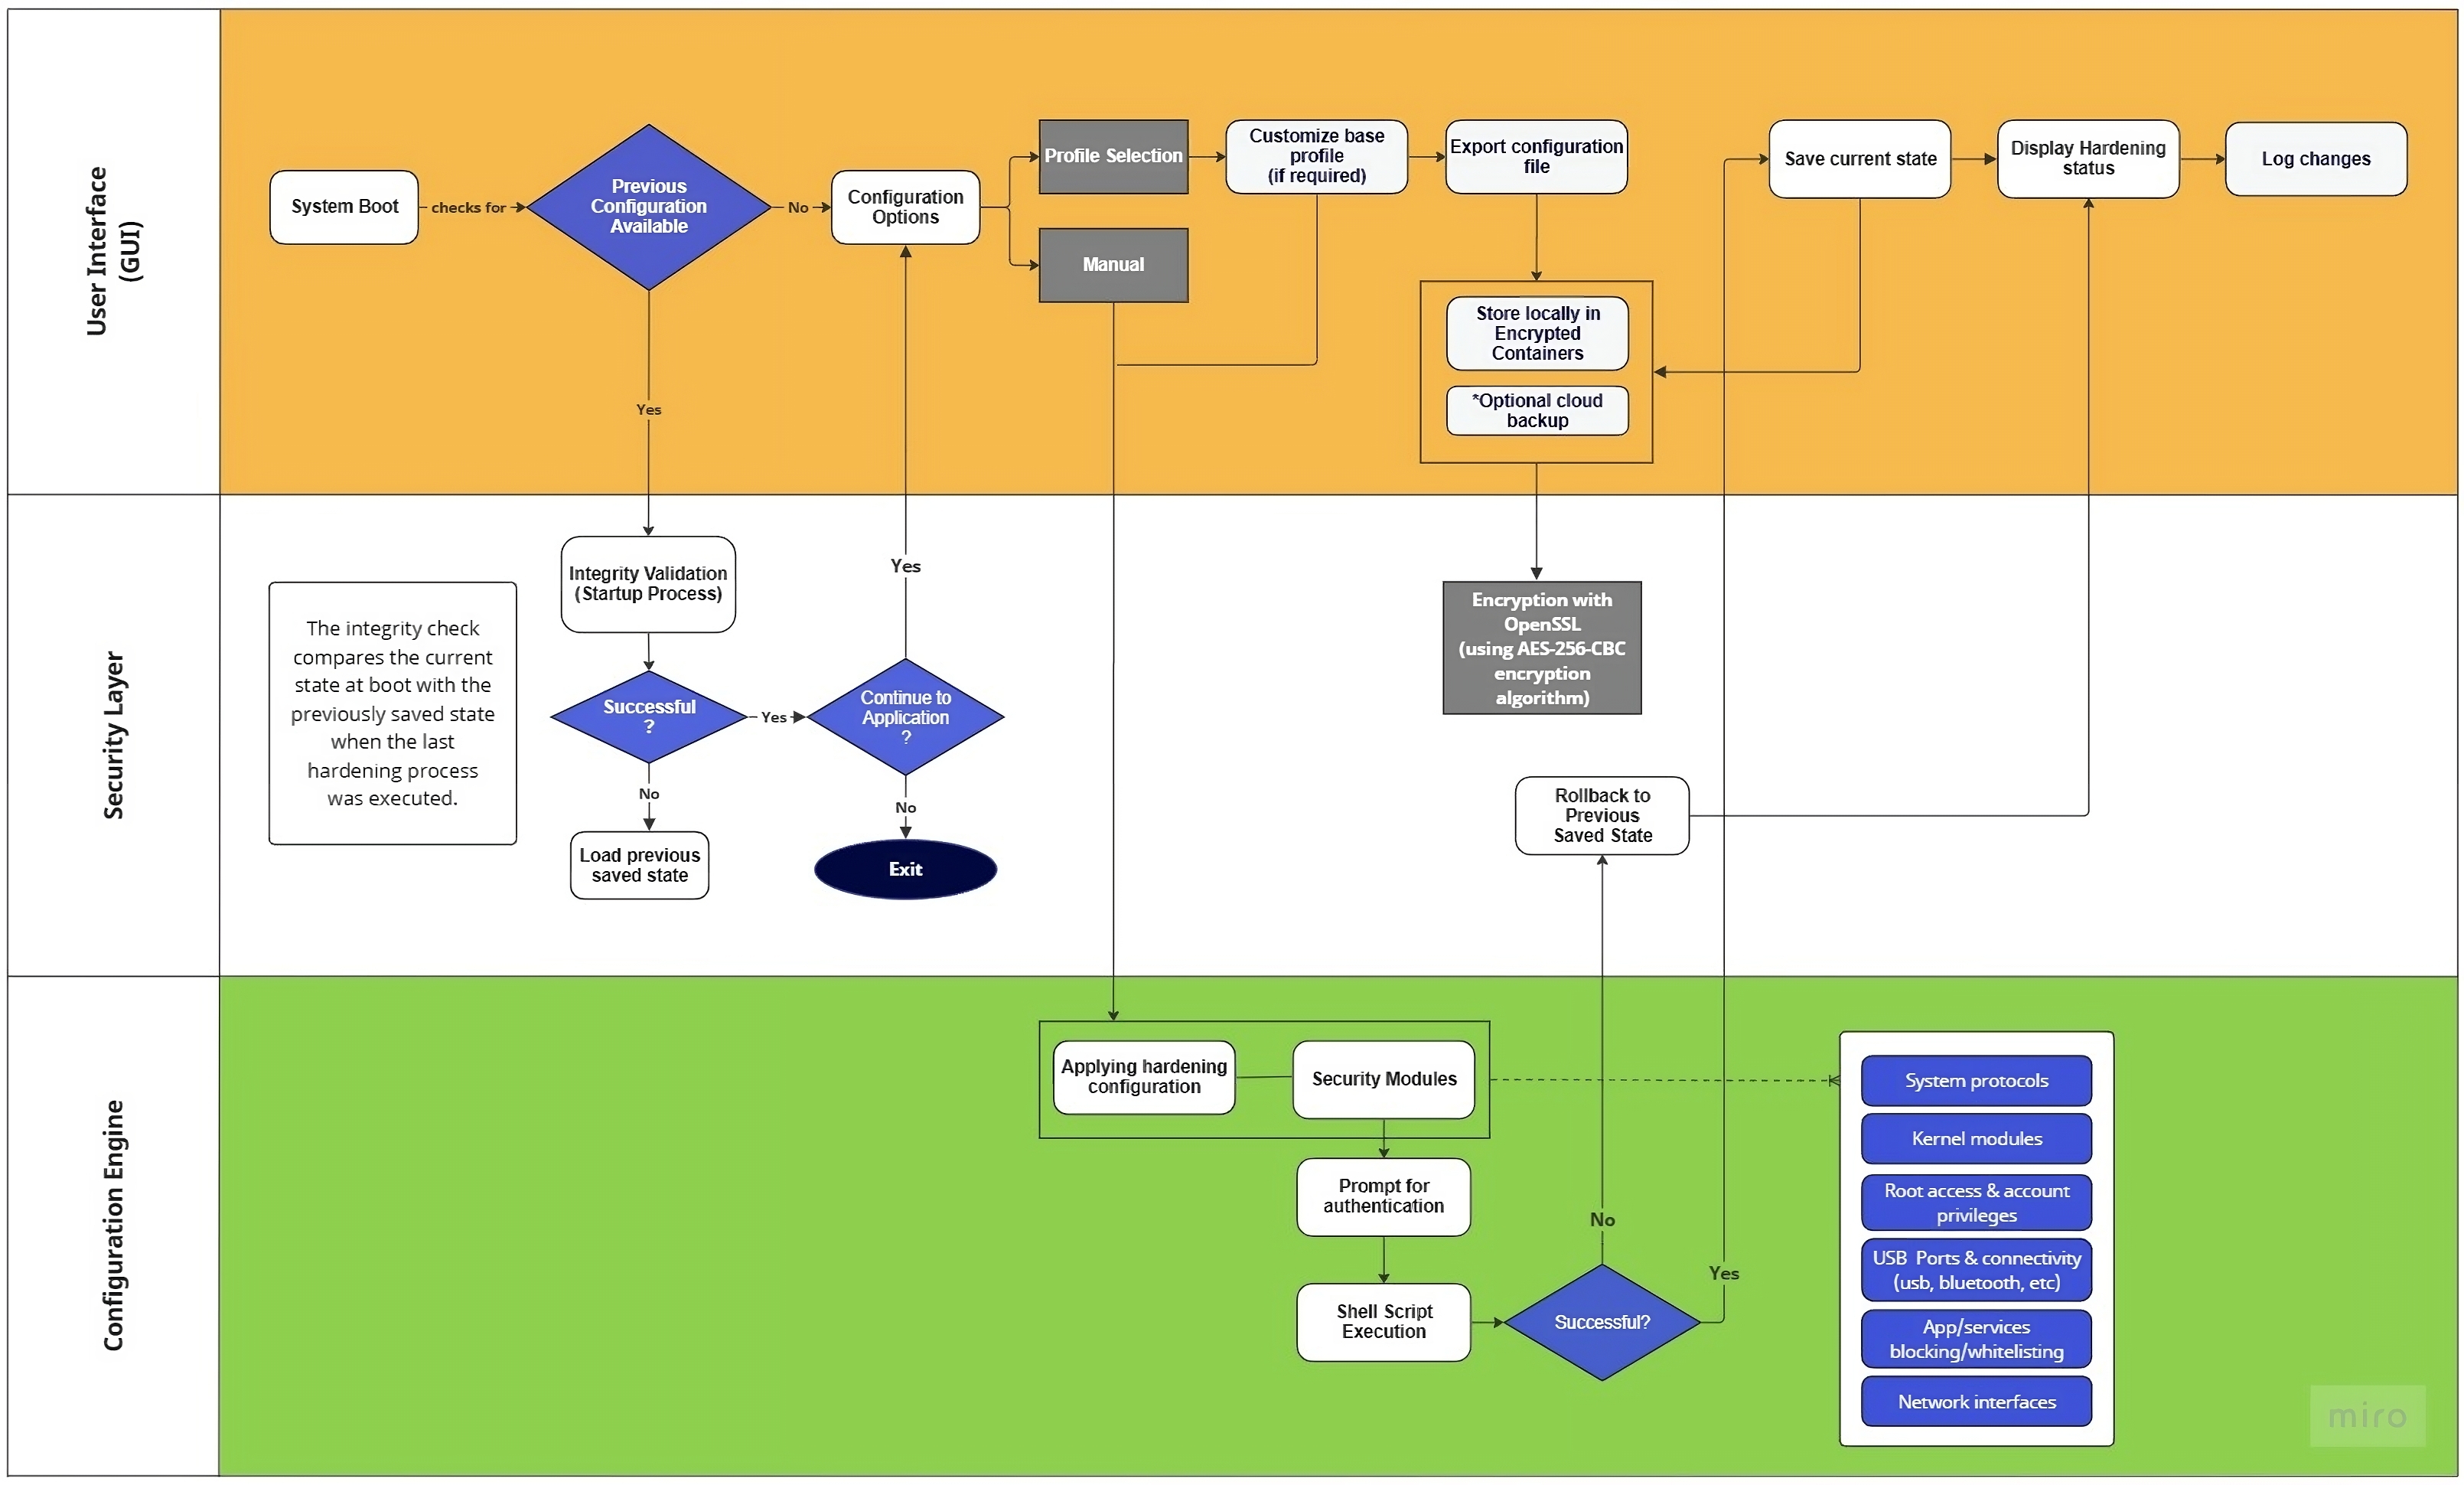 User Interface
(GUI)
System Boot
checks for
Previous
Configuration
Available
No
Configuration
Options
Profile Selection
Manual
Customize base
profile
(if required)
Export configuration
file
Store locally in
Encrypted
Containers
*Optional cloud
backup
Save current state
Display Hardening
status
Log changes
Yes
Security Layer
The integrity check
compares the current
state at boot with the
previously saved state
when the last
hardening process
was executed.
Integrity Validation
(Startup Process)
Successful
?
Yes
No
Load previous
saved state
Yes
Continue to
Application
?
No
Exit
Encryption with
OpenSSL
(using AES-256-CBC
encryption
algorithm)
Rollback to
Previous
Saved State
Configuration Engine
Applying hardening
configuration
Security Modules
Prompt for
authentication
Shell Script
Execution
Successful?
No
Yes
System protocols
Kernel modules
Root access & account
privileges
USB  Ports & connectivity
(usb, bluetooth, etc)
App/services
blocking/whitelisting
Network interfaces
miro